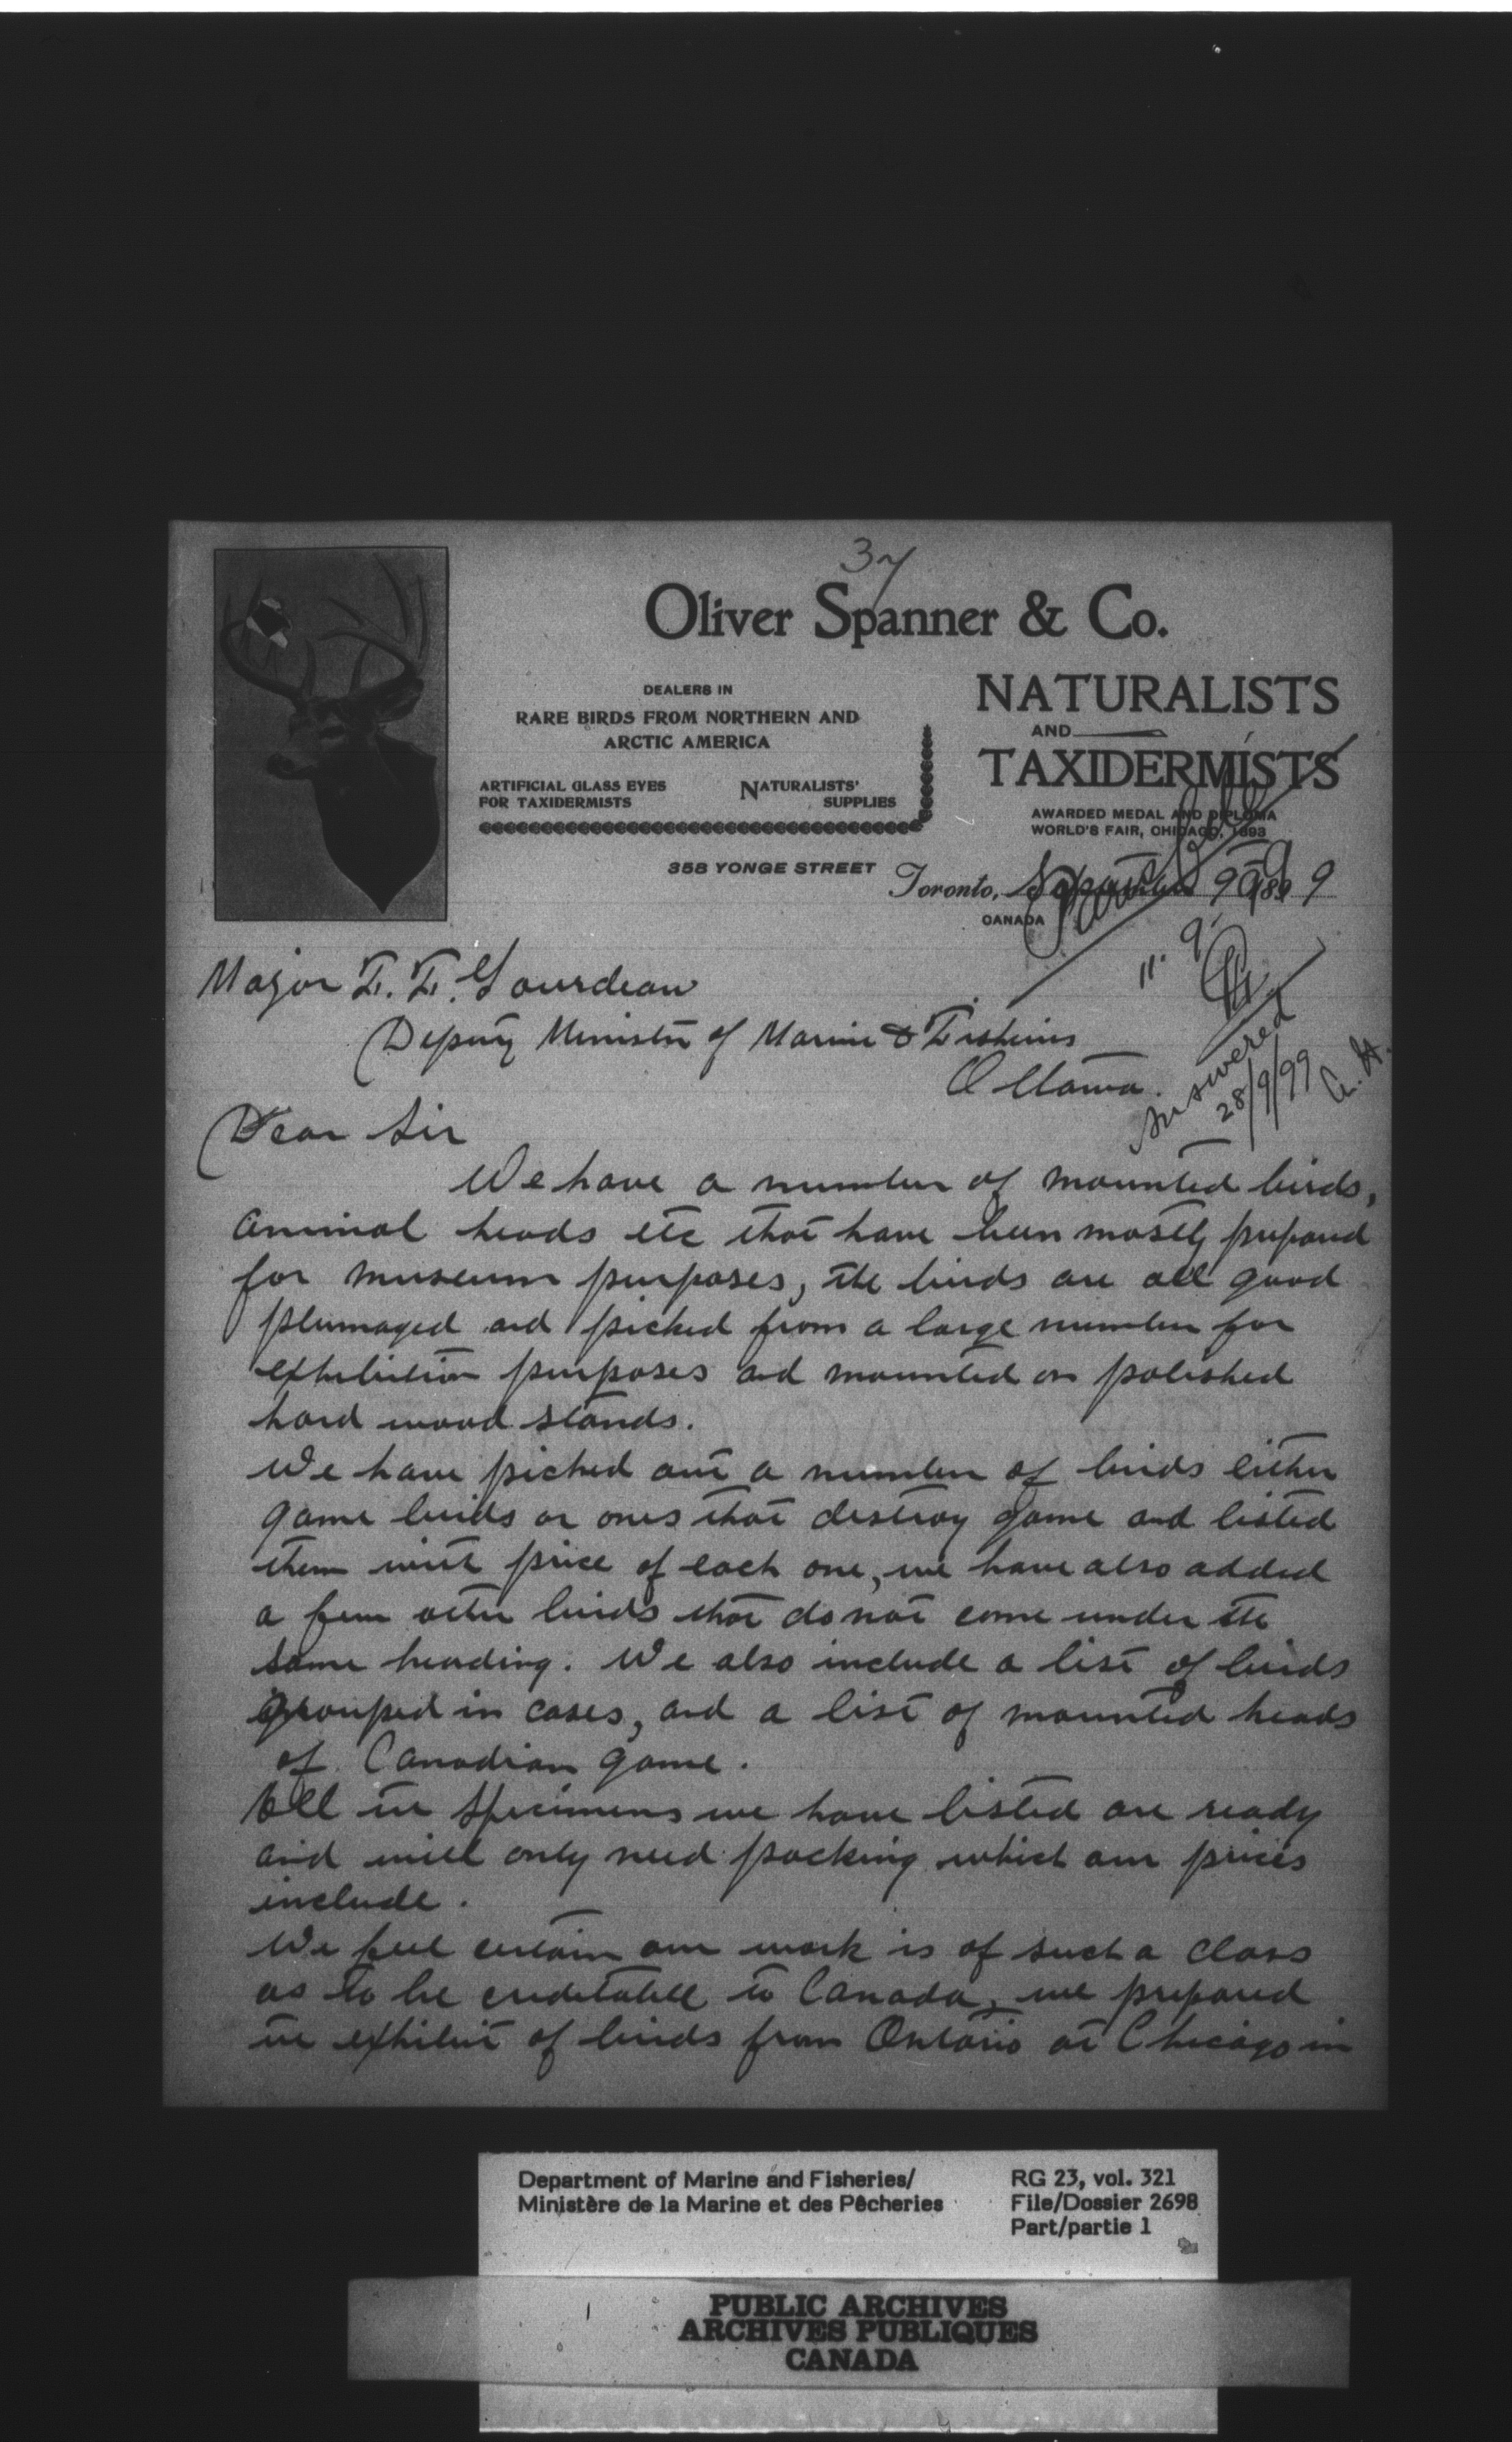 37
Oliver Spanner & Co.
DEALERS IN
RARE BIRDS FROM NORTHERN AND
ARCTIC AMERICA
ARTIFICIAL GLASS EYES
FOR TAXIDERMISTS
NATURALISTS'
SUPPLIES
NATURALISTS
AND
TAXIDERMISTS
AWARDED MEDAL AND DIPLOMA
WORLD'S FAIR, CHICAGO, 1893
358 YONGE STREET
Toronto, September 9th 1899
CANADA
11. 9.
Answered
28/9/99
Major F. F. Gourdeau
Deputy Minister of Marine & Fisheries
Ottawa.
Dear Sir
We have a number of mounted birds,
animal heads etc that have been mostly prepared
for museum purposes, the birds are all good
plumaged and picked from a large number for
exhibition purposes and mounted on polished
hard wood stands.
We have picked out a number of birds either
game birds or ones that destroy game and listed
them with price of each one, we have also added
a few other birds that do not come under the
same heading. We also include a list of birds
grouped in cases, and a list of mounted heads
of Canadian game.
All the specimens we have listed are ready
and will only need packing which our prices
include.
We feel certain our work is of such a class
as to be creditable to Canada, we prepared
the exhibit of birds from Ontario at Chicago in
Department of Marine and Fisheries/
Ministère de la Marine et des Pêcheries
RG 23, vol. 321
File/Dossier 2698
Part/partie 1
PUBLIC ARCHIVES
ARCHIVES PUBLIQUES
CANADA